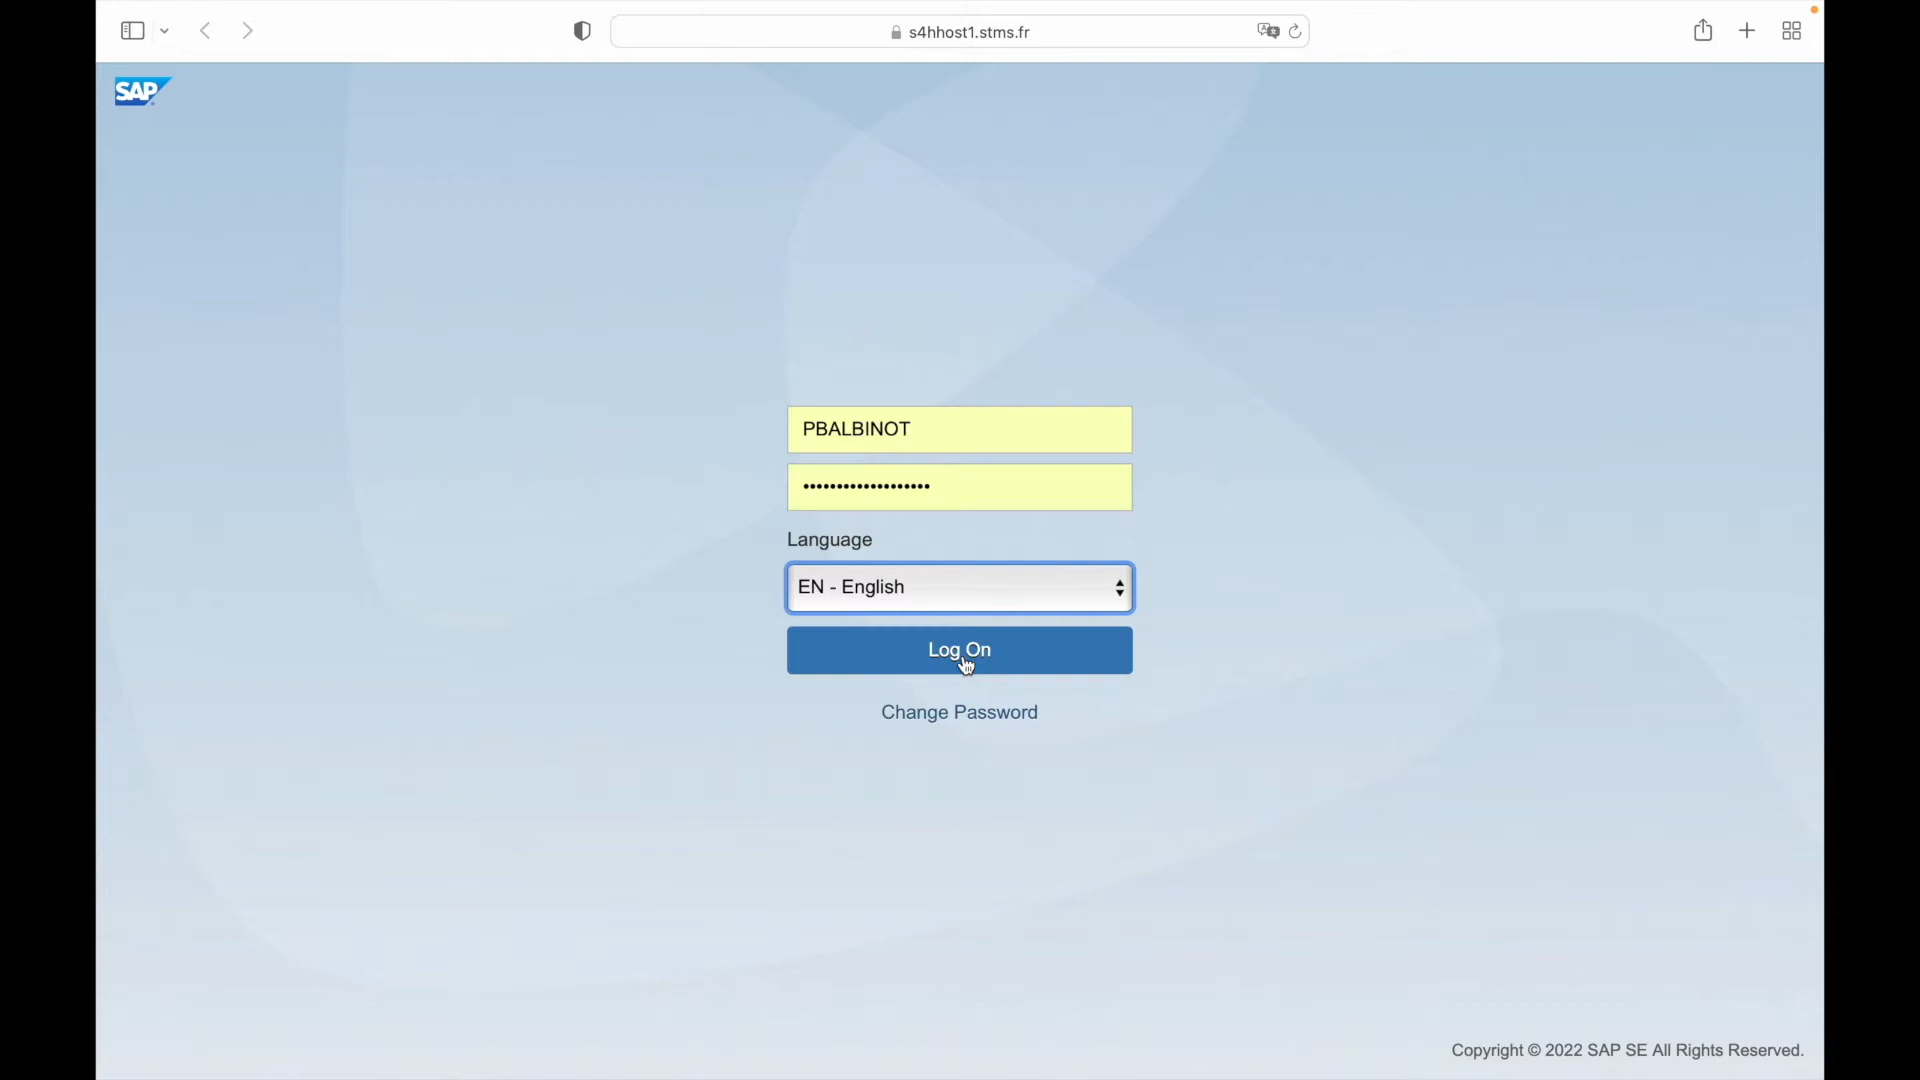 s4hhost1.stms.fr
SAP
PBALBINOT
•••••••••••••••••••
Language
EN - English
Log On
Change Password
Copyright © 2022 SAP SE All Rights Reserved.